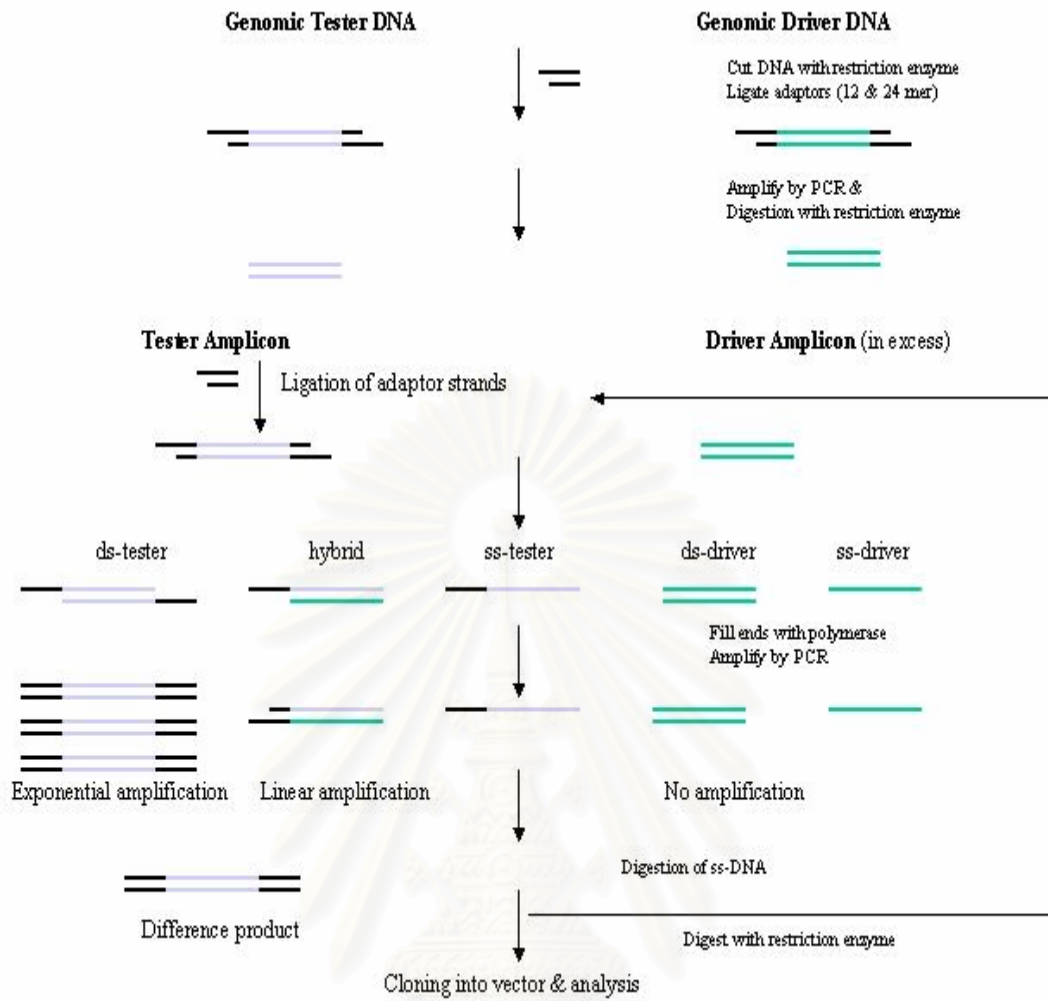 Genomic Tester DNA
Genomic Driver DNA
Cut DNA with restriction enzyme
Ligate adaptors (12 & 24 mer)
Amplify by PCR &
Digestion with restriction enzyme
Tester Amplicon
Driver Amplicon (in excess)
Ligation of adaptor strands
ds-tester
hybrid
ss-tester
ds-driver
ss-driver
Fill ends with polymerase
Amplify by PCR
Exponential amplification
Linear amplification
No amplification
Digestion of ss-DNA
Difference product
Digest with restriction enzyme
Cloning into vector & analysis